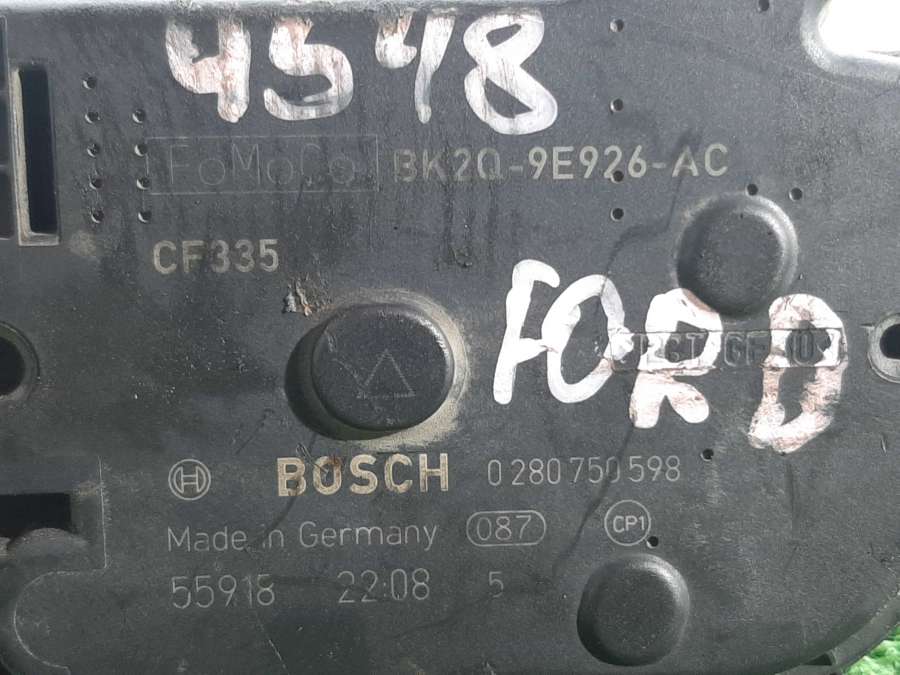 4548
FoMoCo BK2Q-9E926-AC
CF335
FORD
BOSCH 0 280 750 598
Made in Germany 087 CP1
55918 22:08 5